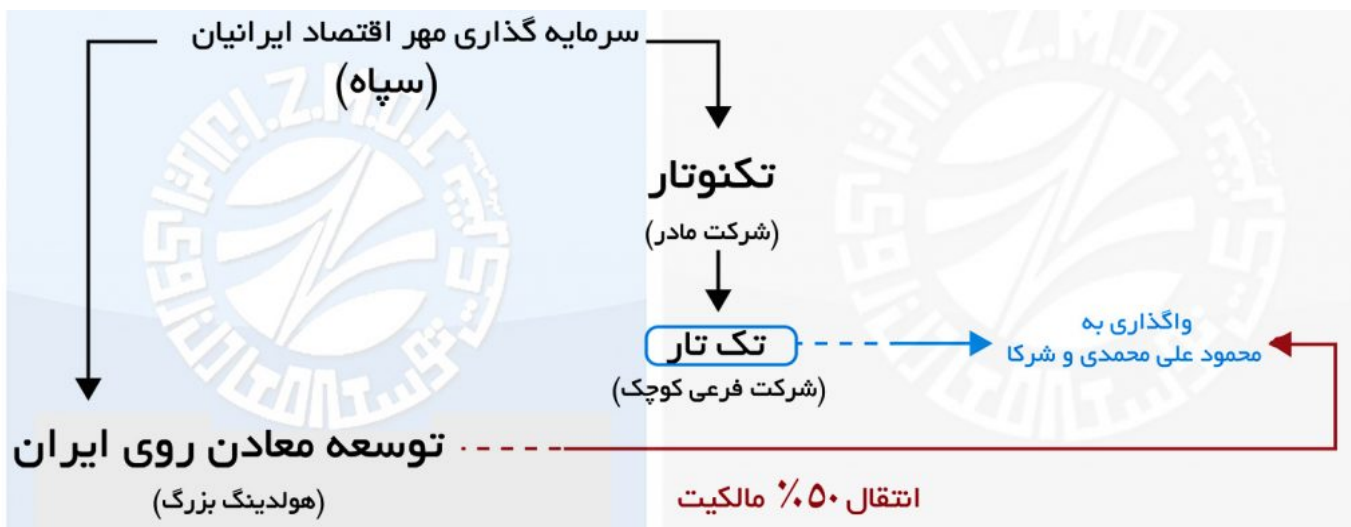 سرمایه گذاری مهر اقتصاد ایرانیان
(سپاه)
تکنوتار
(شرکت مادر)
تک تار
(شرکت فرعی کوچک)
واگذاری به
محمود علی محمدی و شرکا
توسعه معادن روی ایران
(هولدینگ بزرگ)
انتقال ۵۰٪ مالکیت
I.Z.M.D.C
I.Z.M.D.C